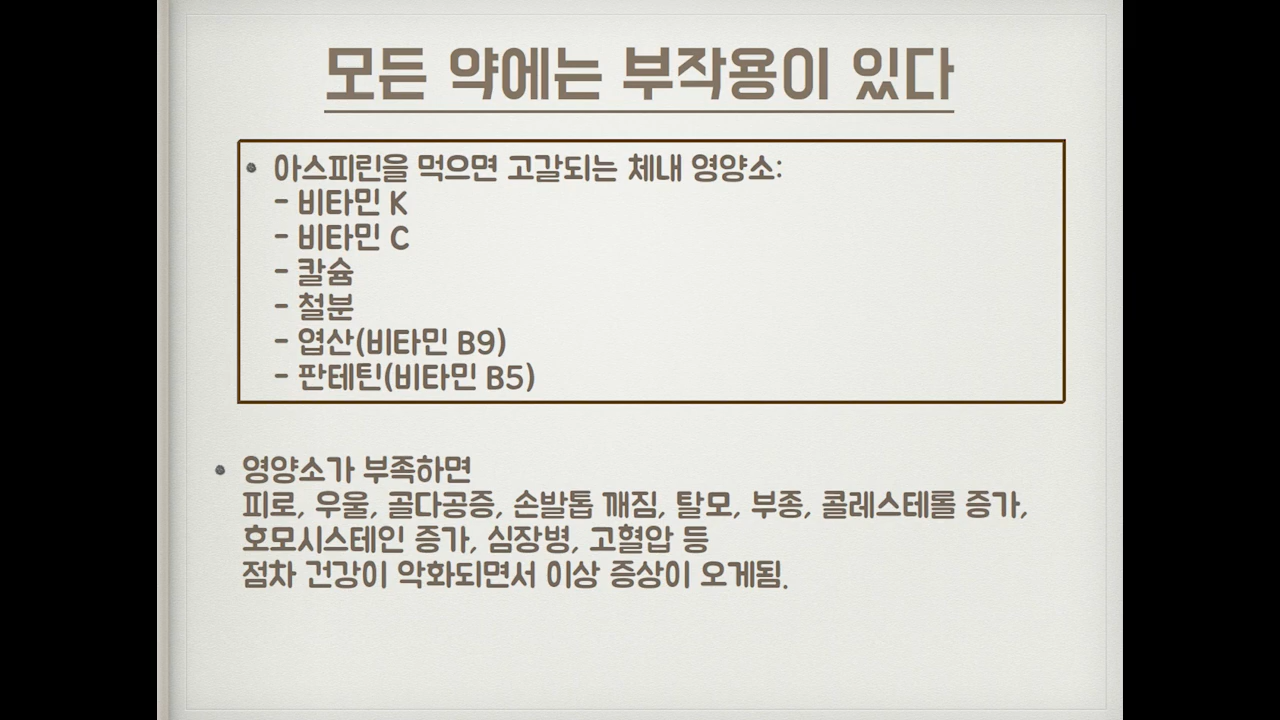 모든 약에는 부작용이 있다
• 아스피린을 먹으면 고갈되는 체내 영양소:
- 비타민 K
- 비타민 C
- 칼슘
- 철분
- 엽산(비타민 B9)
- 판테틴(비타민 B5)
• 영양소가 부족하면
피로, 우울, 골다공증, 손발톱 깨짐, 탈모, 부종, 콜레스테롤 증가,
호모시스테인 증가, 심장병, 고혈압 등
점차 건강이 악화되면서 이상 증상이 오게됨.